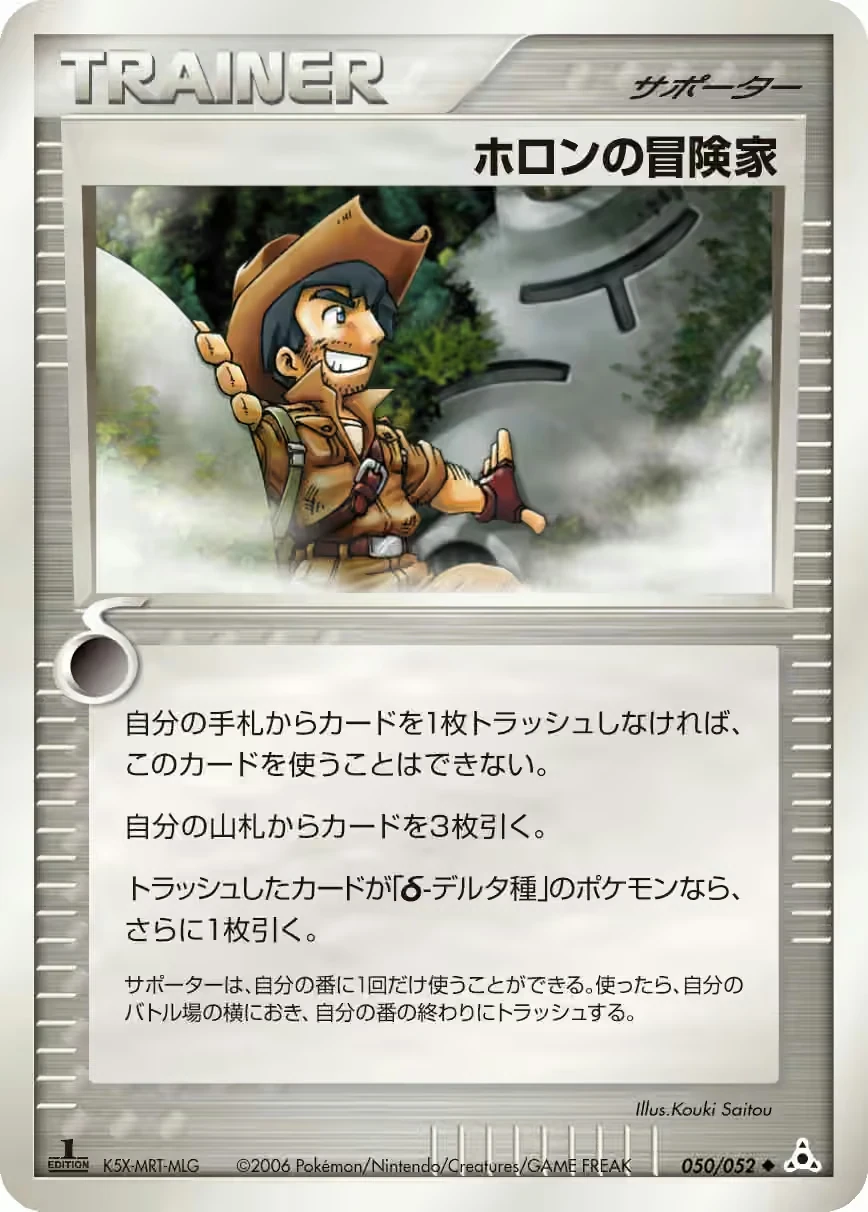 TRAINER
サポーター
ホロンの冒険家
δ
自分の手札からカードを1枚トラッシュしなければ、
このカードを使うことはできない。
自分の山札からカードを3枚引く。
トラッシュしたカードが「δ-デルタ種」のポケモンなら、
さらに1枚引く。
サポーターは、自分の番に1回だけ使うことができる。使ったら、自分の
バトル場の横におき、自分の番の終わりにトラッシュする。
Illus.Kouki Saitou
1 EDITION K5X-MRT-MLG ©2006 Pokémon/Nintendo/Creatures/GAME FREAK 050/052 ◆